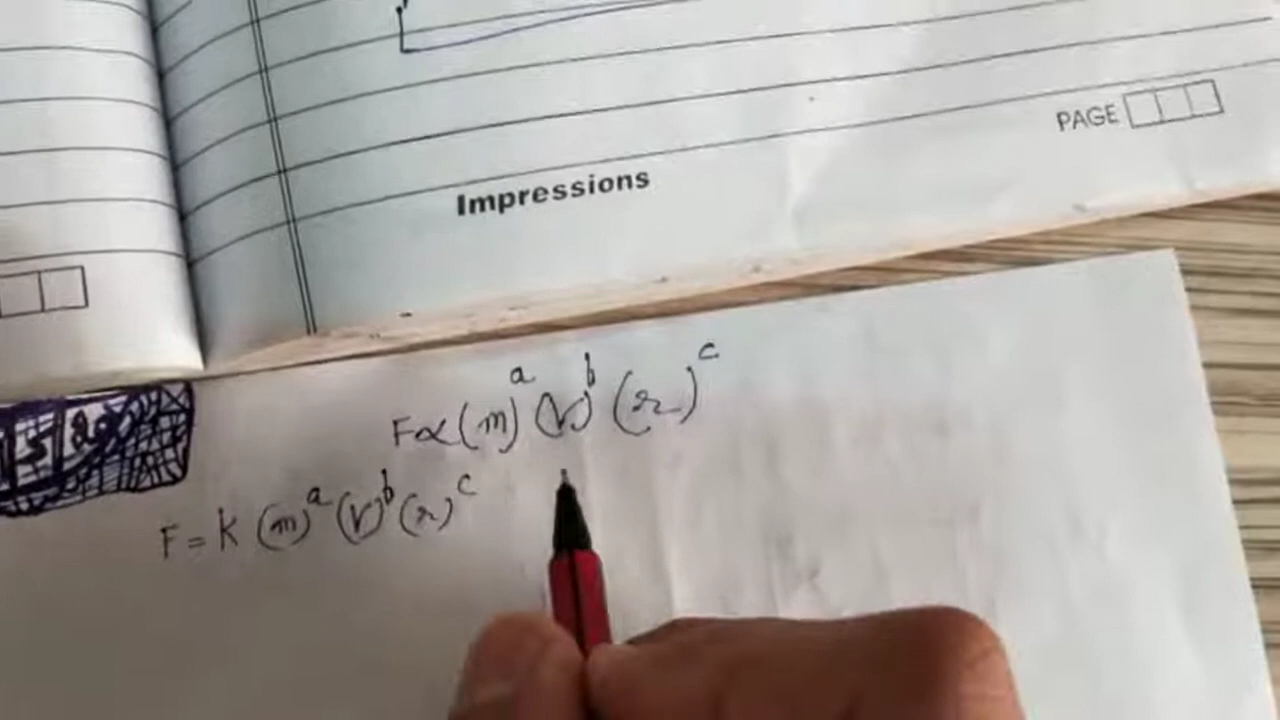 PAGE
Impressions
F∝(m)^a (v)^b (r)^c
F=K (m)^a (v)^b (r)^c